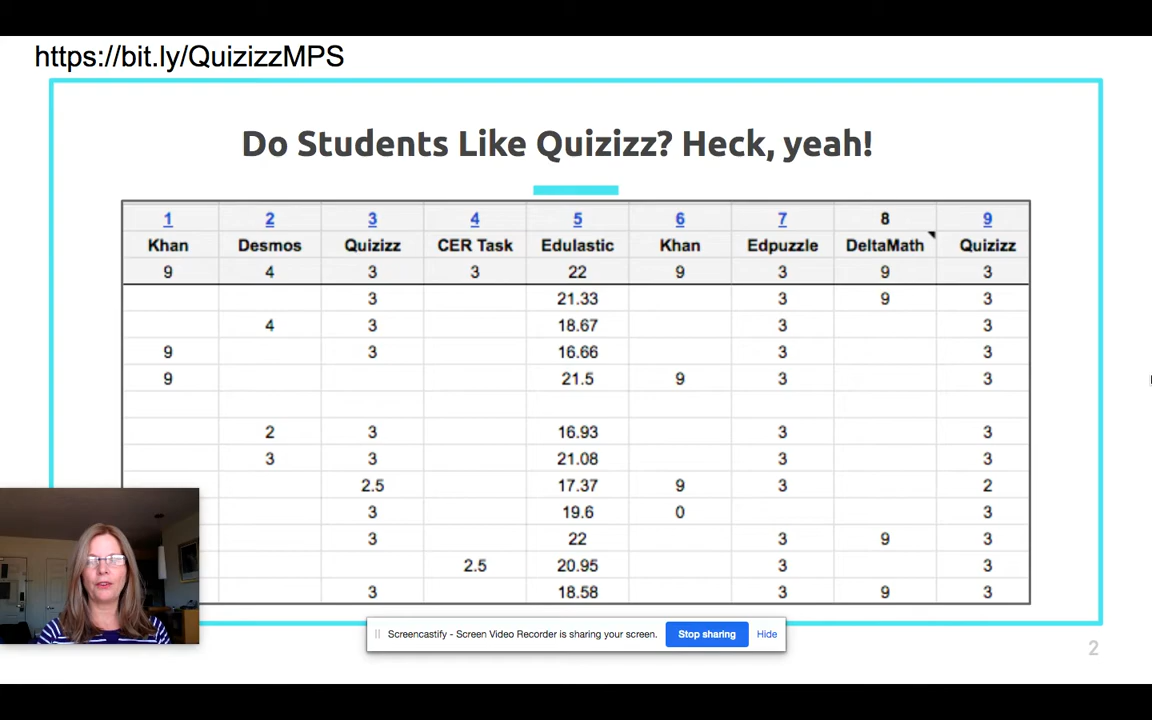 https://bit.ly/QuizizzMPS
Do Students Like Quizizz? Heck, yeah!
1 2 3 4 5 6 7 8 9
Khan Desmos Quizizz CER Task Edulastic Khan Edpuzzle DeltaMath Quizizz
9 4 3 3 22 9 3 9 3
3 21.33 3 9 3
4 3 18.67 3 3
9 3 16.66 3 3
9 21.5 9 3 3
2 3 16.93 3 3
3 3 21.08 3 3
2.5 17.37 9 3 2
3 19.6 0 3
3 22 3 9 3
2.5 20.95 3 3
3 18.58 3 9 3
Screencastify - Screen Video Recorder is sharing your screen. Stop sharing Hide
2